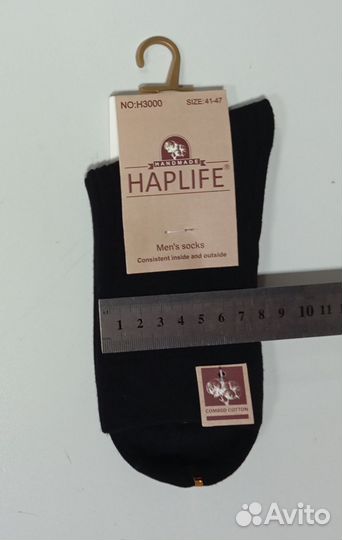 NO:H3000 SIZE: 41-47
HANDMADE
HAPLIFE®
Men's socks
Consistent inside and outside
1 2 3 4 5 6 7 8 9 10 11
COMBED COTTON
Avito